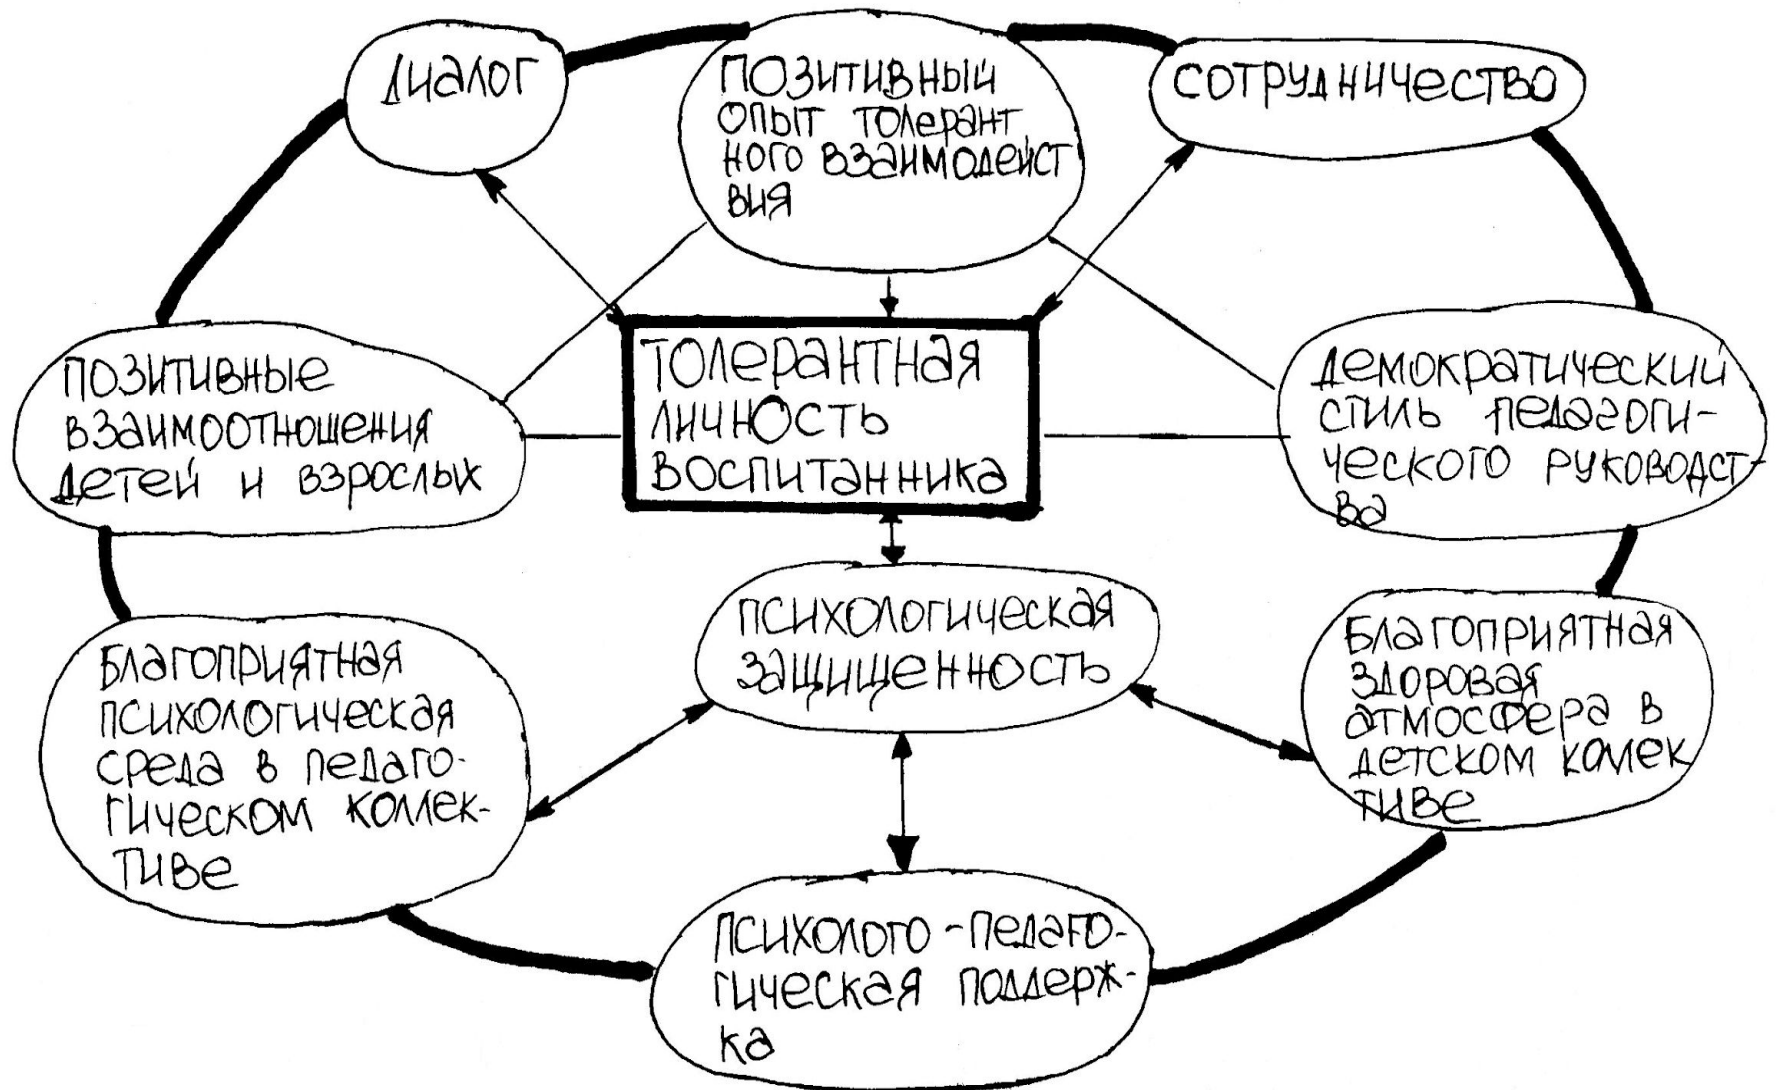 ДИАЛОГ
ПОЗИТИВНЫЙ
ОПЫТ ТОЛЕРАНТ
НОГО ВЗАИМОДЕЙСТ
ВИЯ
СОТРУДНИЧЕСТВО
ПОЗИТИВНЫЕ
ВЗАИМООТНОШЕНИЯ
ДЕТЕЙ И ВЗРОСЛЫХ
ТОЛЕРАНТНАЯ
ЛИЧНОСТЬ
ВОСПИТАННИКА
ДЕМОКРАТИЧЕСКИЙ
СТИЛЬ ПЕДАГОГИ-
ЧЕСКОГО РУКОВОДСТ-
ВА
БЛАГОПРИЯТНАЯ
ПСИХОЛОГИЧЕСКАЯ
СРЕДА В ПЕДАГО-
ГИЧЕСКОМ КОЛЛЕК-
ТИВЕ
ПСИХОЛОГИЧЕСКАЯ
ЗАЩИЩЕННОСТЬ
БЛАГОПРИЯТНАЯ
ЗДОРОВАЯ
АТМОСФЕРА В
ДЕТСКОМ КОЛЛЕК
ТИВЕ
ПСИХОЛОГО-ПЕДАГО-
ГИЧЕСКАЯ ПОДДЕРЖ-
КА